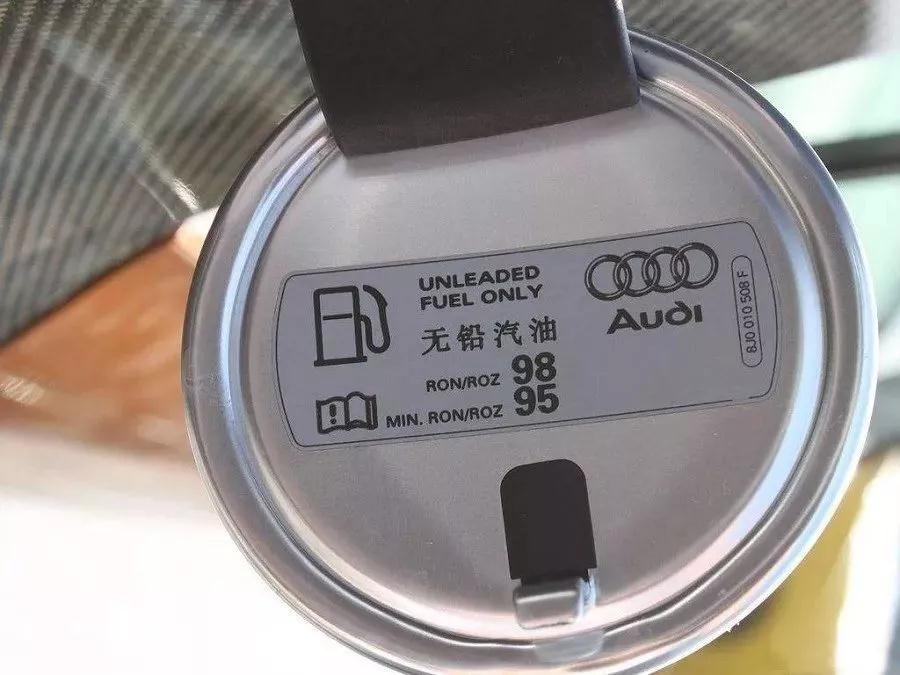 UNLEADED
FUEL ONLY
无铅汽油
RON/ROZ 98
MIN. RON/ROZ 95
Audi
8J0 010 508 F